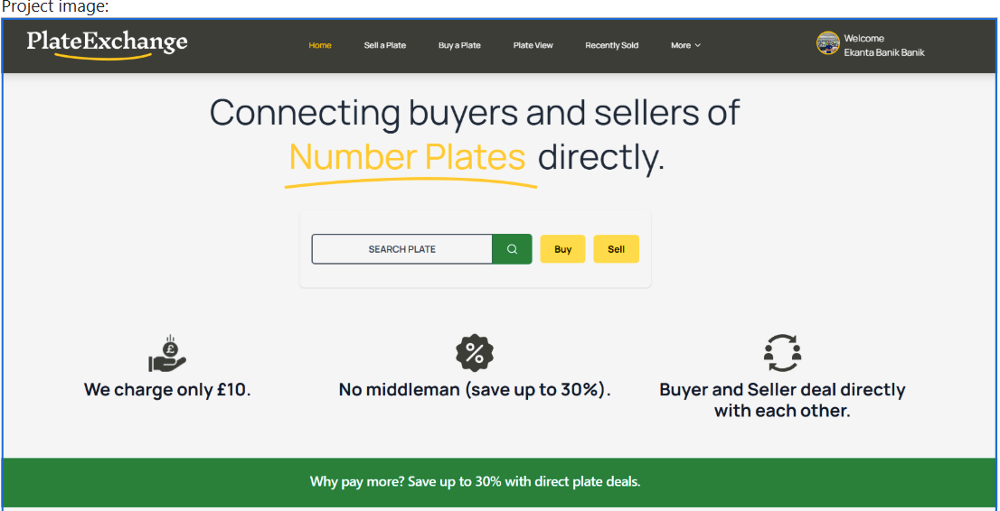 Project image:
PlateExchange
Home Sell a Plate Buy a Plate Plate View Recently Sold More
Welcome
Ekanta Banik Banik
Connecting buyers and sellers of
Number Plates directly.
SEARCH PLATE Buy Sell
£
%
We charge only £10.
No middleman (save up to 30%).
Buyer and Seller deal directly
with each other.
Why pay more? Save up to 30% with direct plate deals.